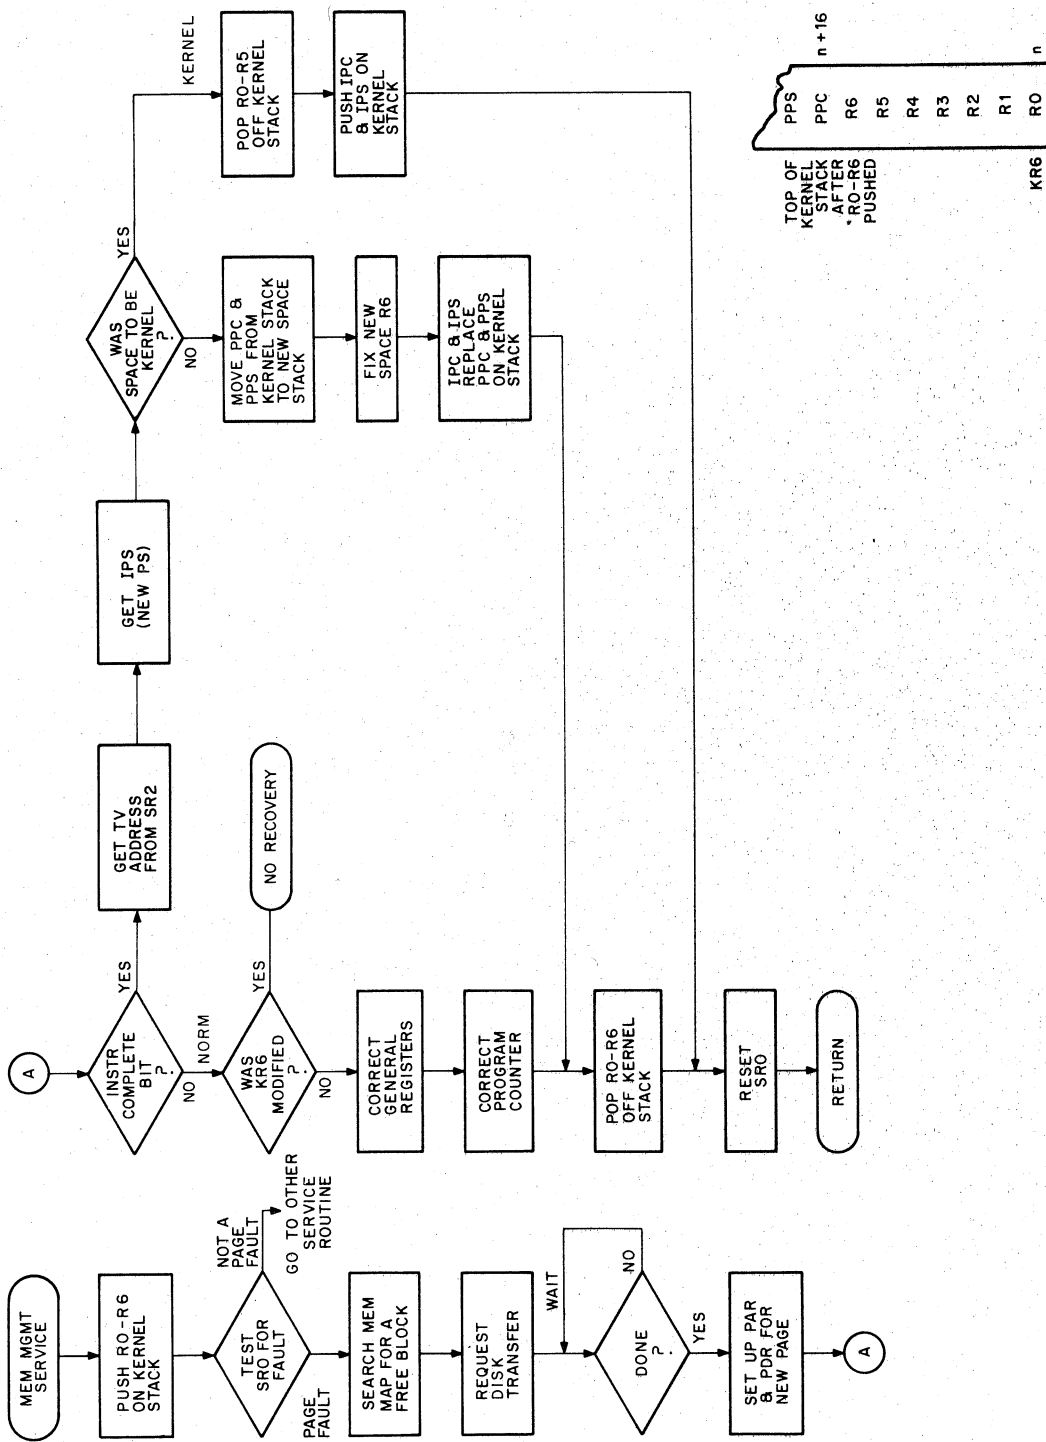 MEM MGMT
SERVICE
PUSH RO-R6
ON KERNEL
STACK
TEST
SRO FOR
FAULT
NOT A
PAGE
FAULT
GO TO OTHER
SERVICE
ROUTINE
PAGE
FAULT
SEARCH MEM
MAP FOR A
FREE BLOCK
REQUEST
DISK
TRANSFER
WAIT
DONE
?
NO
YES
SET UP PAR
& PDR FOR
NEW PAGE
A
A
INSTR
COMPLETE
BIT
?
YES
NO
NORM
WAS
KR6
MODIFIED
?
YES
NO RECOVERY
NO
CORRECT
GENERAL
REGISTERS
CORRECT
PROGRAM
COUNTER
POP RO-R6
OFF KERNEL
STACK
RESET
SRO
RETURN
GET TV
ADDRESS
FROM SR2
GET IPS
(NEW PS)
WAS
SPACE TO BE
KERNEL
?
YES
NO
KERNEL
MOVE PPC &
PPS FROM
KERNEL STACK
TO NEW SPACE
STACK
FIX NEW
SPACE R6
IPC & IPS
REPLACE
PPC & PPS
ON KERNEL
STACK
POP RO-R5
OFF KERNEL
STACK
PUSH IPC
& IPS ON
KERNEL
STACK
TOP OF
KERNEL
STACK
AFTER
RO-R6
PUSHED
PPS
PPC n+16
R6
R5
R4
R3
R2
R1
KR6 RO n